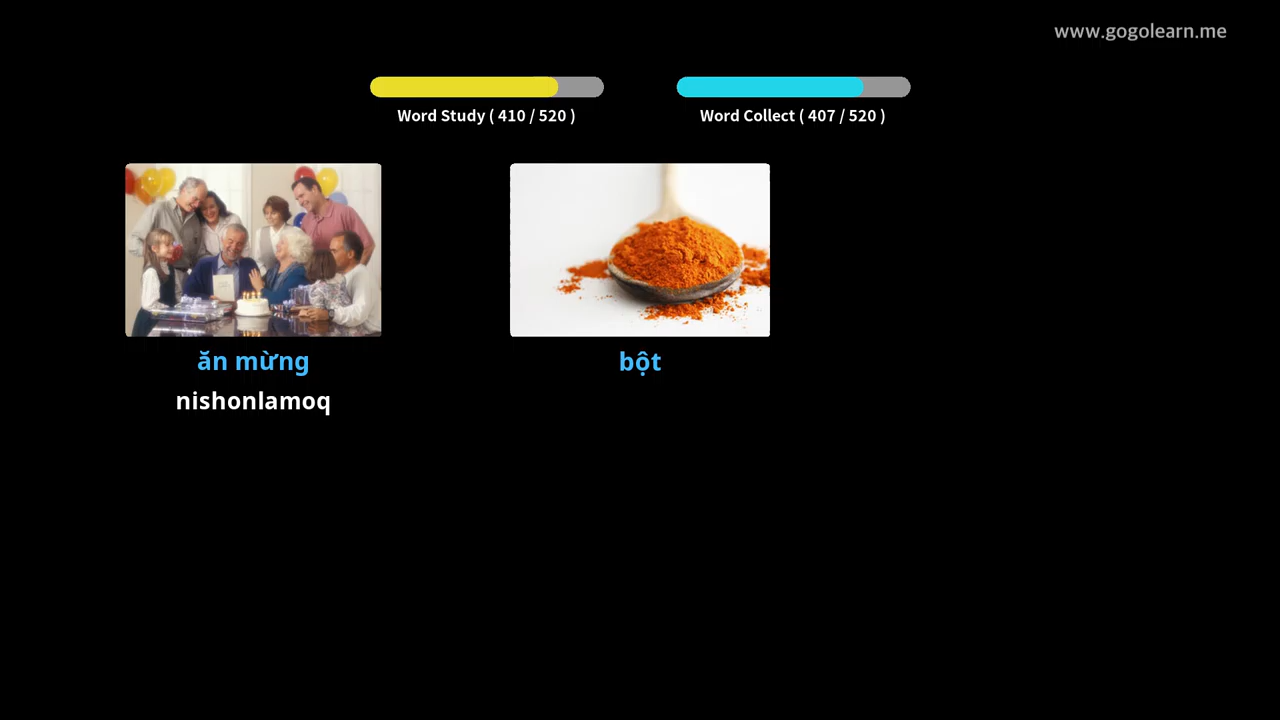 www.gogolearn.me
Word Study ( 410 / 520 )
Word Collect ( 407 / 520 )
ăn mừng
nishonlamoq
bột